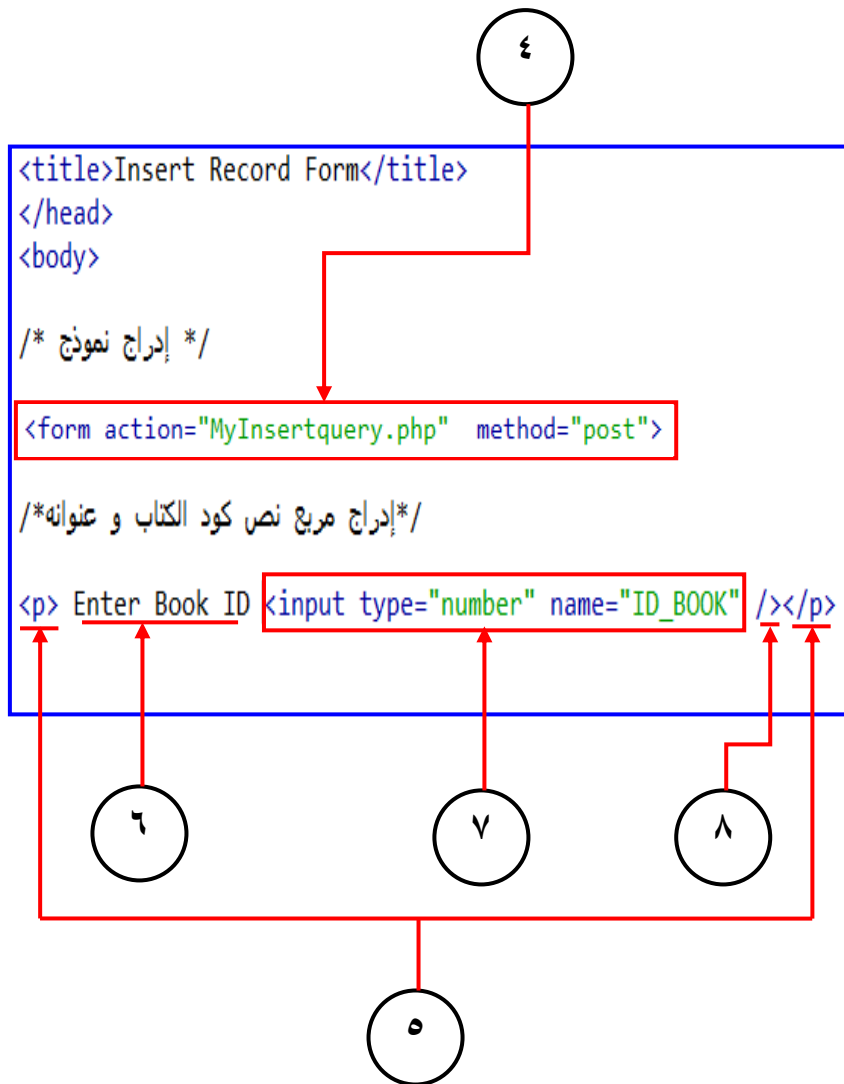 ٤
<title>Insert Record Form</title>
</head>
<body>
/* إدراج نموذج */
<form action="MyInsertquery.php" method="post">
/*إدراج مربع نص كود الكتاب و عنوانه*/
<p> Enter Book ID <input type="number" name="ID_BOOK" /></p>
٦ ٧ ٨
٥